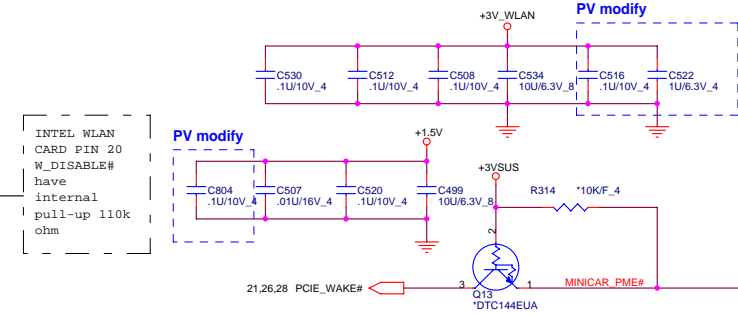 PV modify
+3V_WLAN
C530
.1U/10V_4
C512
.1U/10V_4
C508
.1U/10V_4
C534
10U/6.3V_8
C516
.1U/10V_4
C522
1U/6.3V_4
INTEL WLAN
CARD PIN 20
W_DISABLE#
have
internal
pull-up 110k
ohm
PV modify
+1.5V
C804
.1U/10V_4
C507
.01U/16V_4
C520
.1U/10V_4
C499
10U/6.3V_8
+3VSUS
R314
*10K/F_4
2
21,26,28 PCIE_WAKE#
3
1
MINICAR_PME#
Q13
*DTC144EUA